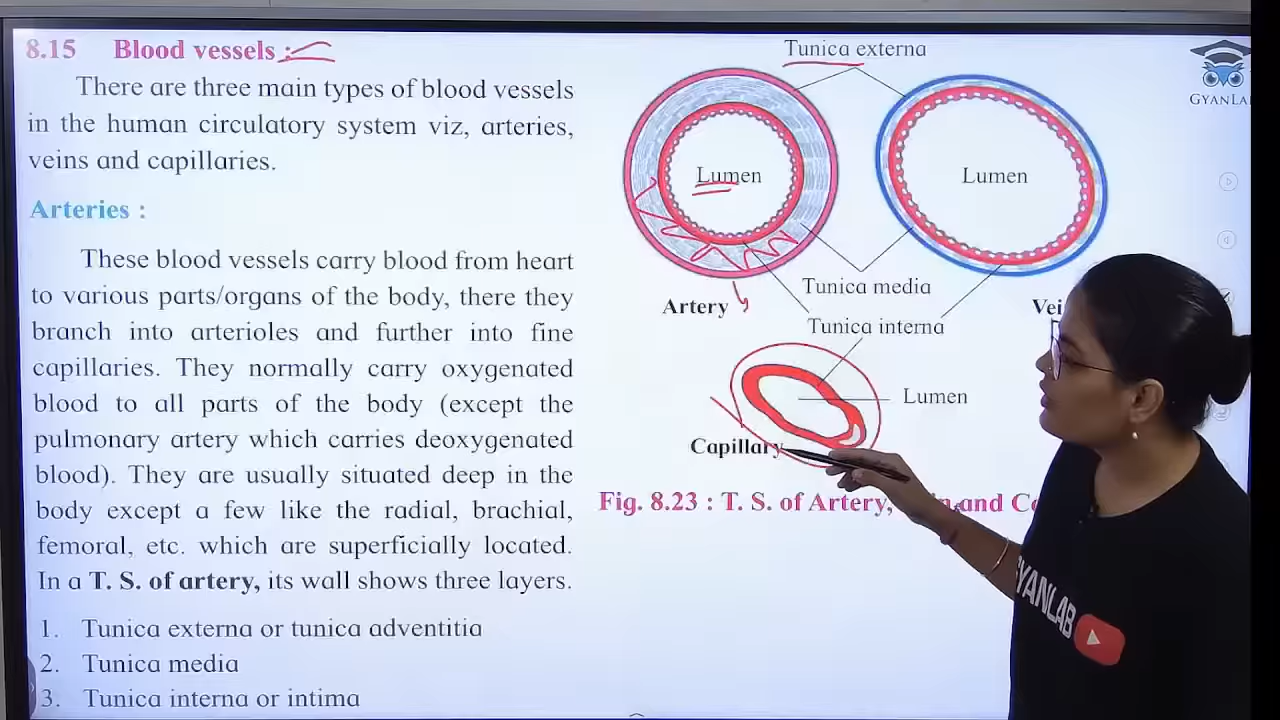 8.15 Blood vessels :
There are three main types of blood vessels
in the human circulatory system viz, arteries,
veins and capillaries.
Arteries :
These blood vessels carry blood from heart
to various parts/organs of the body, there they
branch into arterioles and further into fine
capillaries. They normally carry oxygenated
blood to all parts of the body (except the
pulmonary artery which carries deoxygenated
blood). They are usually situated deep in the
body except a few like the radial, brachial,
femoral, etc. which are superficially located.
In a T. S. of artery, its wall shows three layers.
1. Tunica externa or tunica adventitia
2. Tunica media
3. Tunica interna or intima
Tunica externa
Lumen
Lumen
Tunica media
Artery
Tunica interna
Lumen
Capillary
Fig. 8.23 : T. S. of Artery, and
GYANLAB